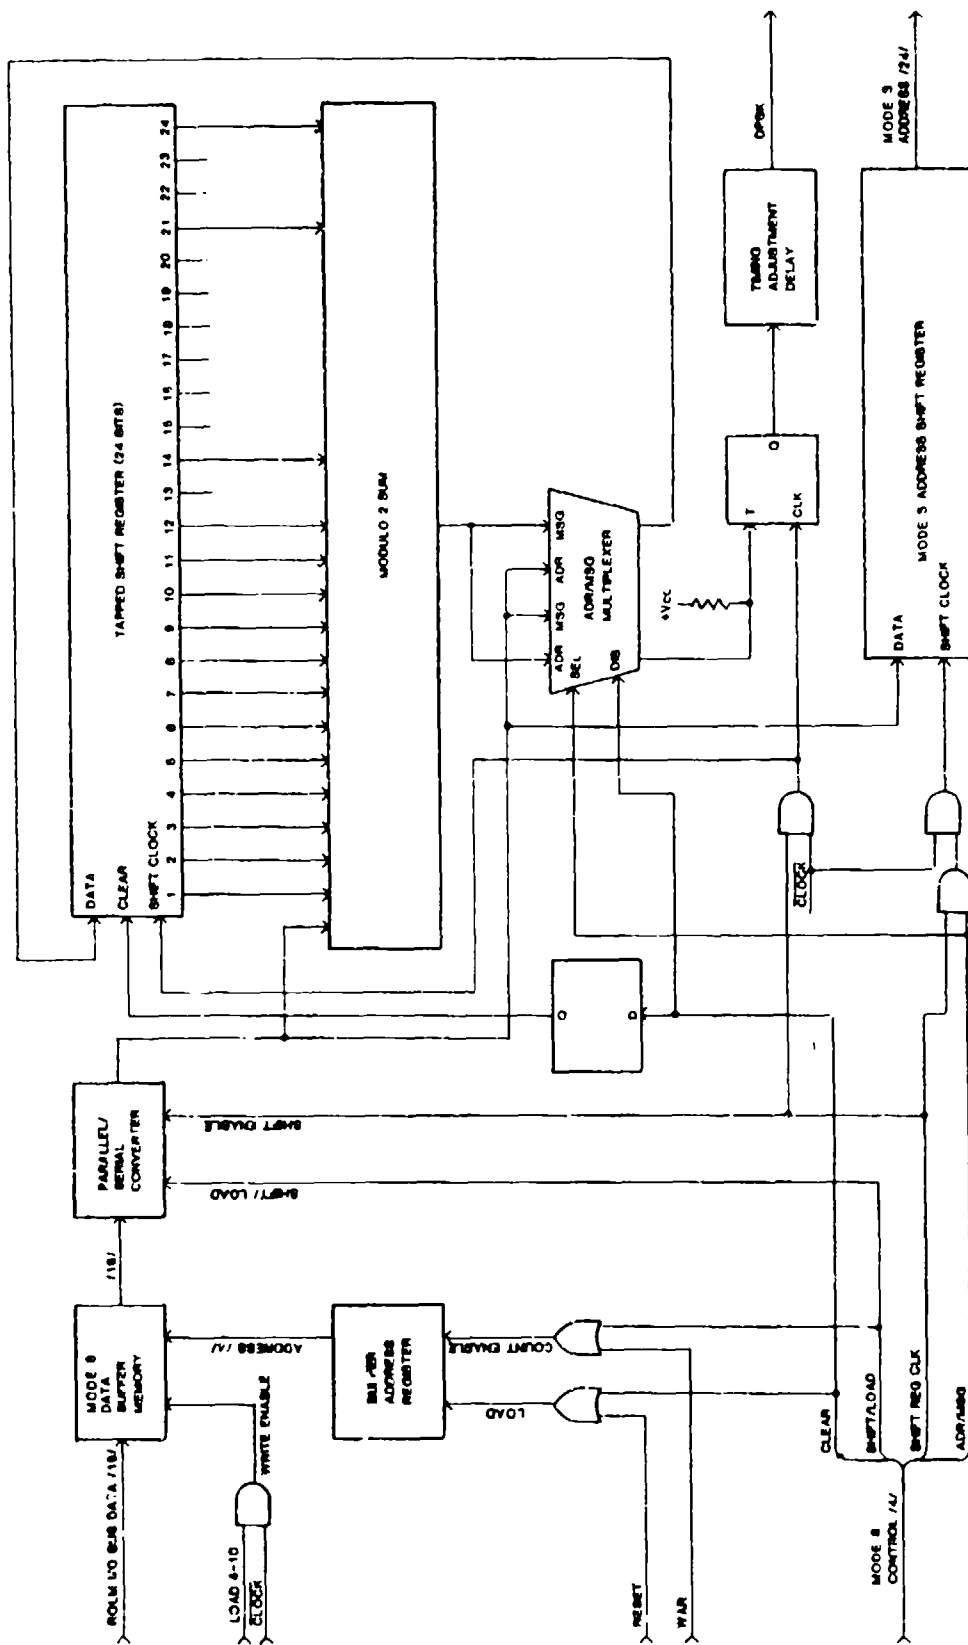 ROLM I/O BUS DATA /16/
LOAD 4-10
CLOCK
WRITE ENABLE
MODE S
DATA
BUFFER
MEMORY
/16/
PARALLEL/
SERIAL
CONVERTER
SHIFT / LOAD
SHIFT ENABLE
ADDRESS /4/
BUFFER
ADDRESS
REGISTER
LOAD
COUNT ENABLE
RESET
WAR
MODE S
CONTROL /4/
CLEAR
SHIFT/LOAD
SHIFT REG CLK
ADR/MSG
DATA
CLEAR
SHIFT CLOCK
TAPPED SHIFT REGISTER (24 BITS)
1 2 3 4 5 6 7 8 9 10 11 12 13 14 15 16 17 18 19 20 21 22 23 24
MODULO 2 SUM
D
Q
ADR MSG ADR MSG
SEL
DIS
ADR/MSG
MULTIPLEXER
+Vcc
CLOCK
T
CLK
Q
TIMING
ADJUSTMENT
DELAY
DPSK
DATA
SHIFT CLOCK
MODE S ADDRESS SHIFT REGISTER
MODE S
ADDRESS /24/